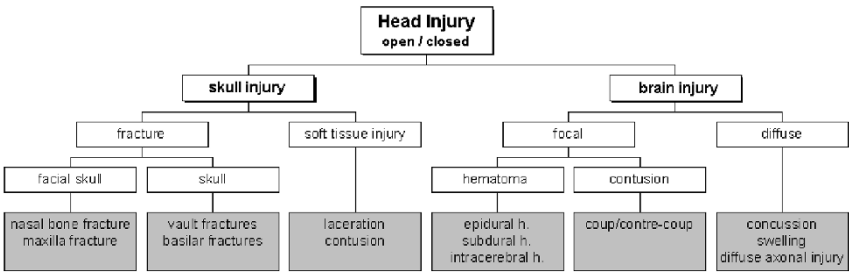 Head Injury
open / closed
skull injury
brain injury
fracture
soft tissue injury
focal
diffuse
facial skull
skull
hematoma
contusion
nasal bone fracture
maxilla fracture
vault fractures
basilar fractures
laceration
contusion
epidural h.
subdural h.
intracerebral h.
coup/contre-coup
concussion
swelling
diffuse axonal injury